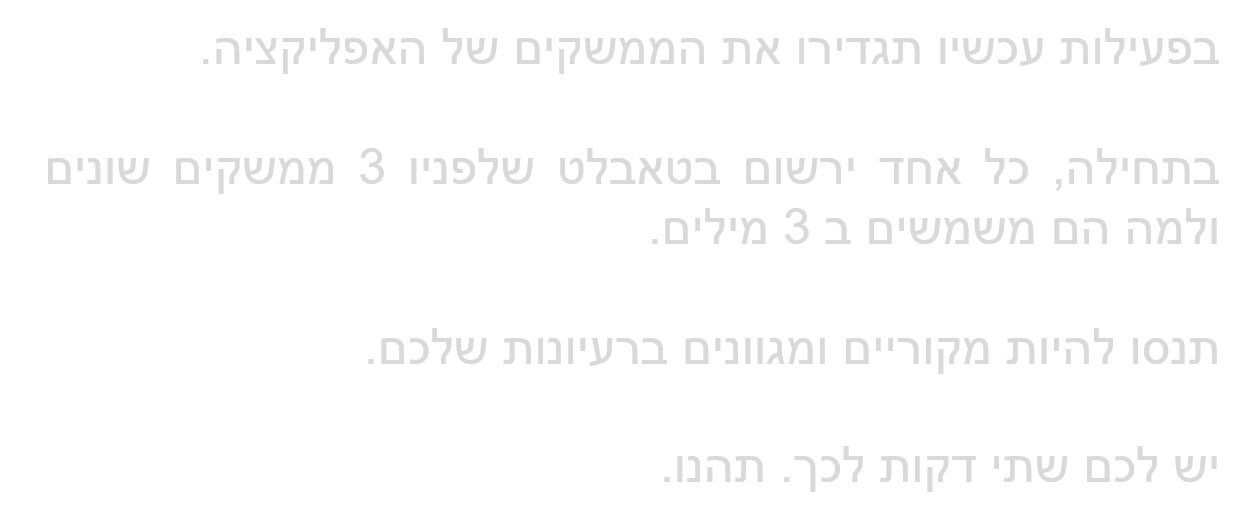 בפעילות עכשיו תגדירו את הממשקים של האפליקציה.
בתחילה, כל אחד ירשום בטאבלט שלפניו 3 ממשקים שונים
ולמה הם משמשים ב 3 מילים.
תנסו להיות מקוריים ומגוונים ברעיונות שלכם.
יש לכם שתי דקות לכך. תהנו.